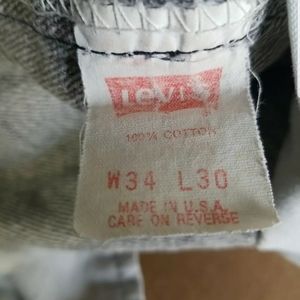 Levi's
100% COTTON
W34 L30
MADE IN U.S.A.
CARE ON REVERSE